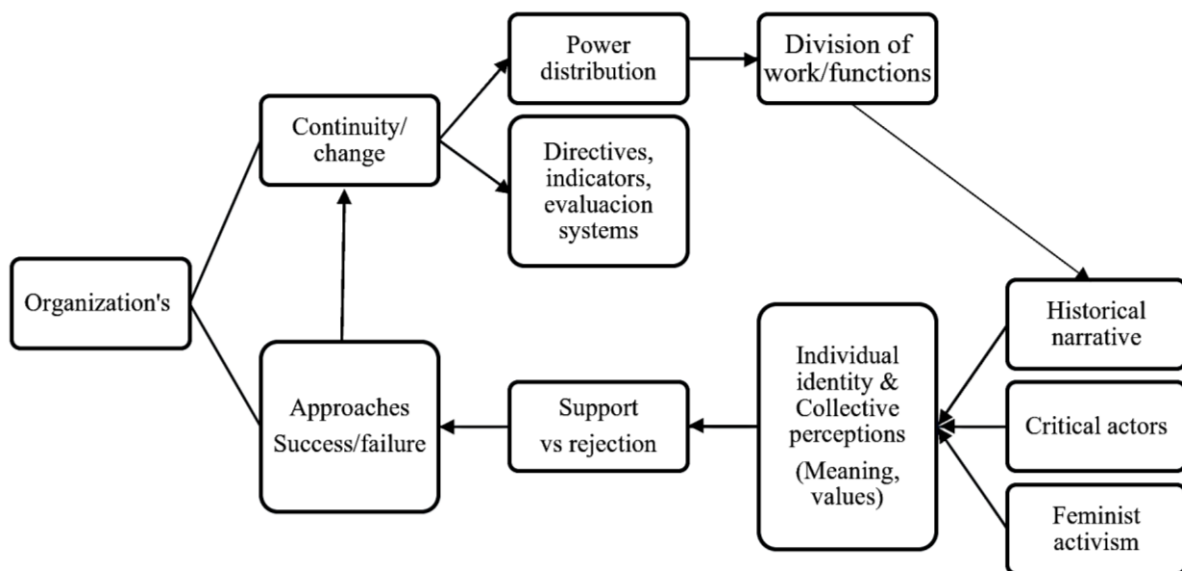 Power
distribution
Division of
work/functions
Continuity/
change
Directives,
indicators,
evaluacion
systems
Organization's
Historical
narrative
Individual
identity &
Collective
perceptions
(Meaning,
values)
Approaches
Success/failure
Support
vs rejection
Critical actors
Feminist
activism